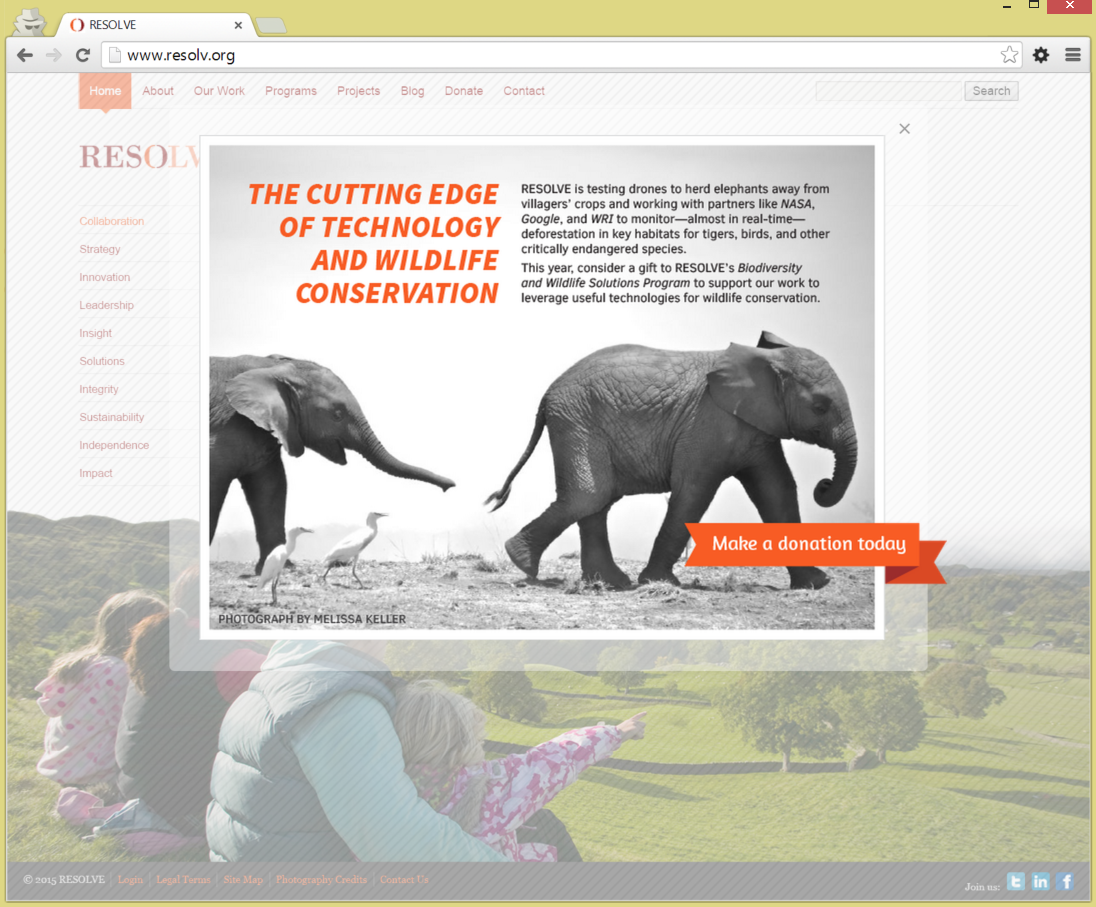 RESOLVE
www.resolv.org
Home About Our Work Programs Projects Blog Donate Contact
Search
RESOLV
THE CUTTING EDGE
OF TECHNOLOGY
AND WILDLIFE
CONSERVATION
RESOLVE is testing drones to herd elephants away from
villagers' crops and working with partners like NASA,
Google, and WRI to monitor—almost in real-time—
deforestation in key habitats for tigers, birds, and other
critically endangered species.
This year, consider a gift to RESOLVE's Biodiversity
and Wildlife Solutions Program to support our work to
leverage useful technologies for wildlife conservation.
Collaboration
Strategy
Innovation
Leadership
Insight
Solutions
Integrity
Sustainability
Independence
Impact
Make a donation today
PHOTOGRAPH BY MELISSA KELLER
© 2015 RESOLVE | Login | Legal Terms | Site Map | Photography Credits | Contact Us
Join us: